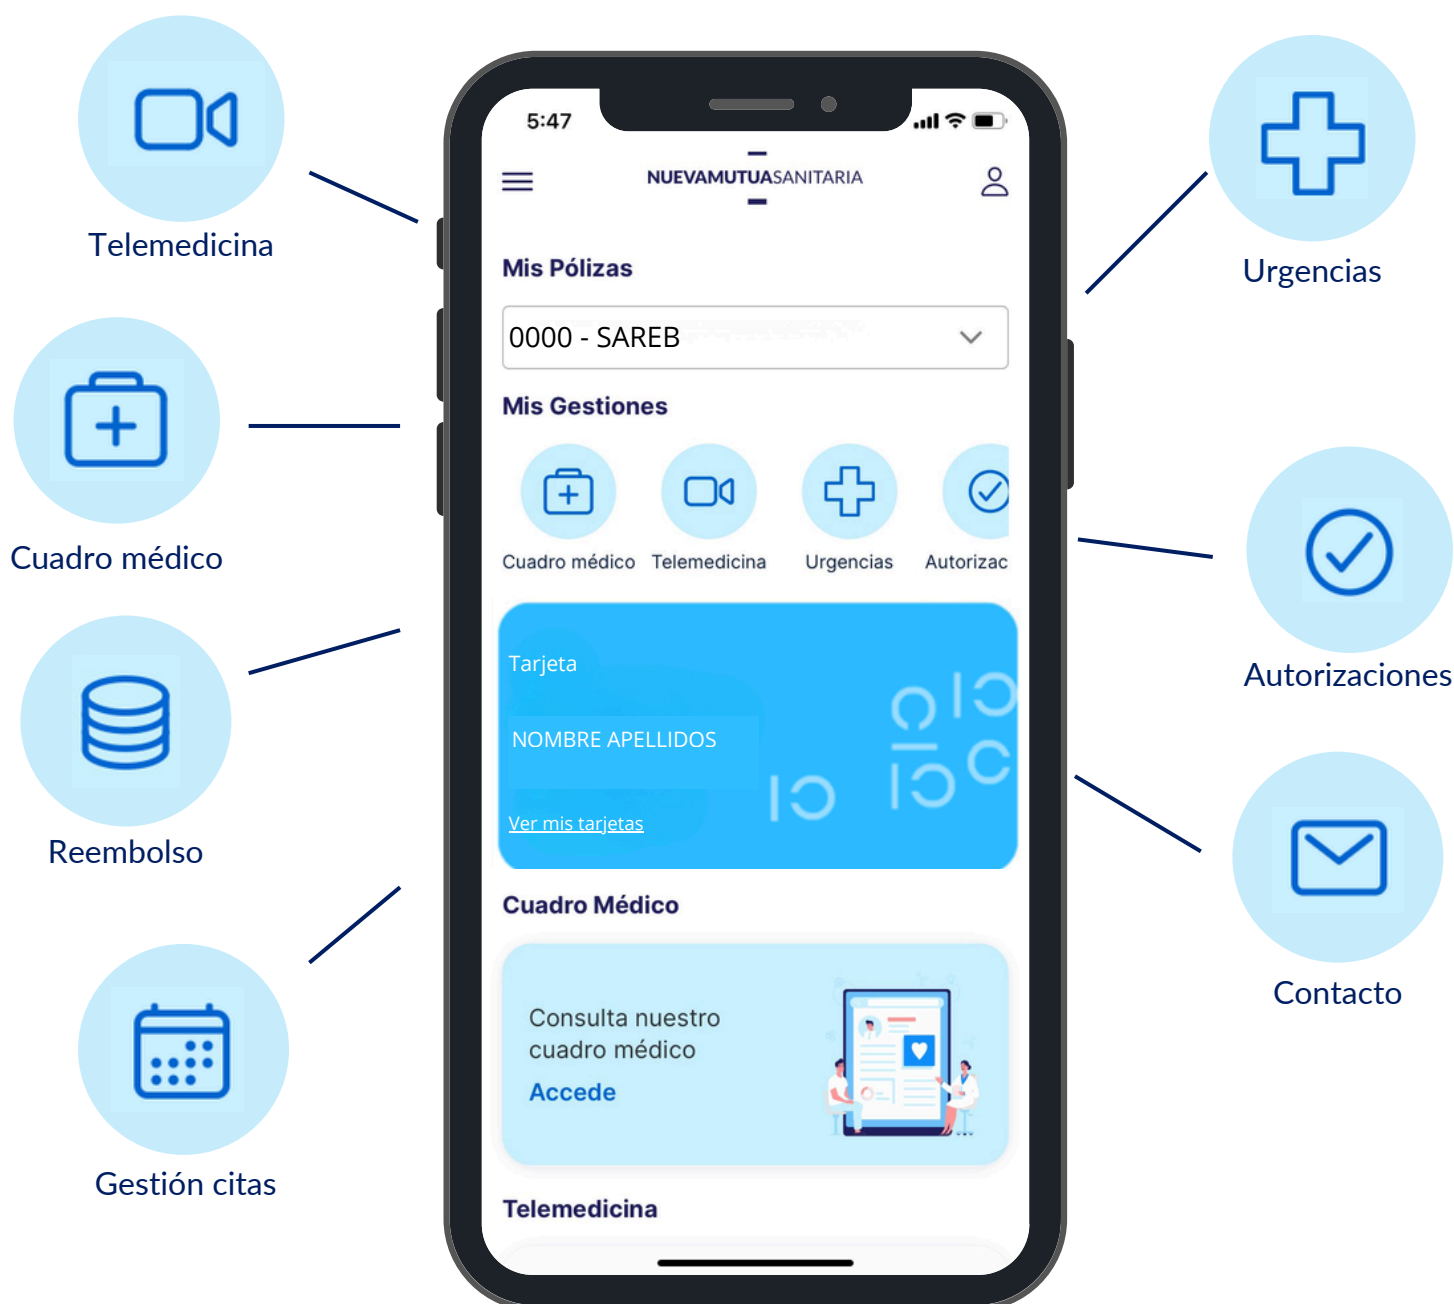 Telemedicina
Cuadro médico
Reembolso
Gestión citas
5:47
NUEVAMUTUASANITARIA
Mis Pólizas
0000 - SAREB
Mis Gestiones
Cuadro médico
Telemedicina
Urgencias
Autorizac
Tarjeta
NOMBRE APELLIDOS
Ver mis tarjetas
Cuadro Médico
Consulta nuestro
cuadro médico
Accede
Telemedicina
Urgencias
Autorizaciones
Contacto